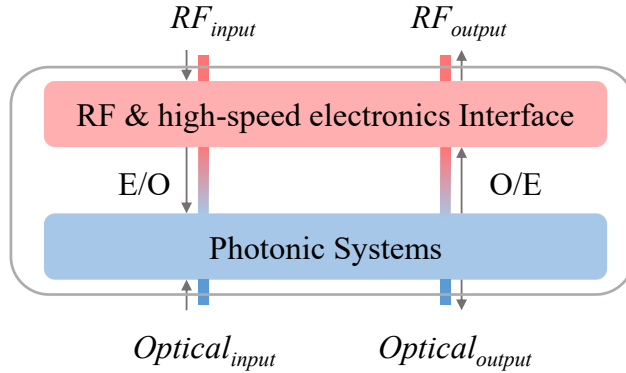 RF_input RF_output
RF & high-speed electronics Interface
E/O O/E
Photonic Systems
Optical_input Optical_output